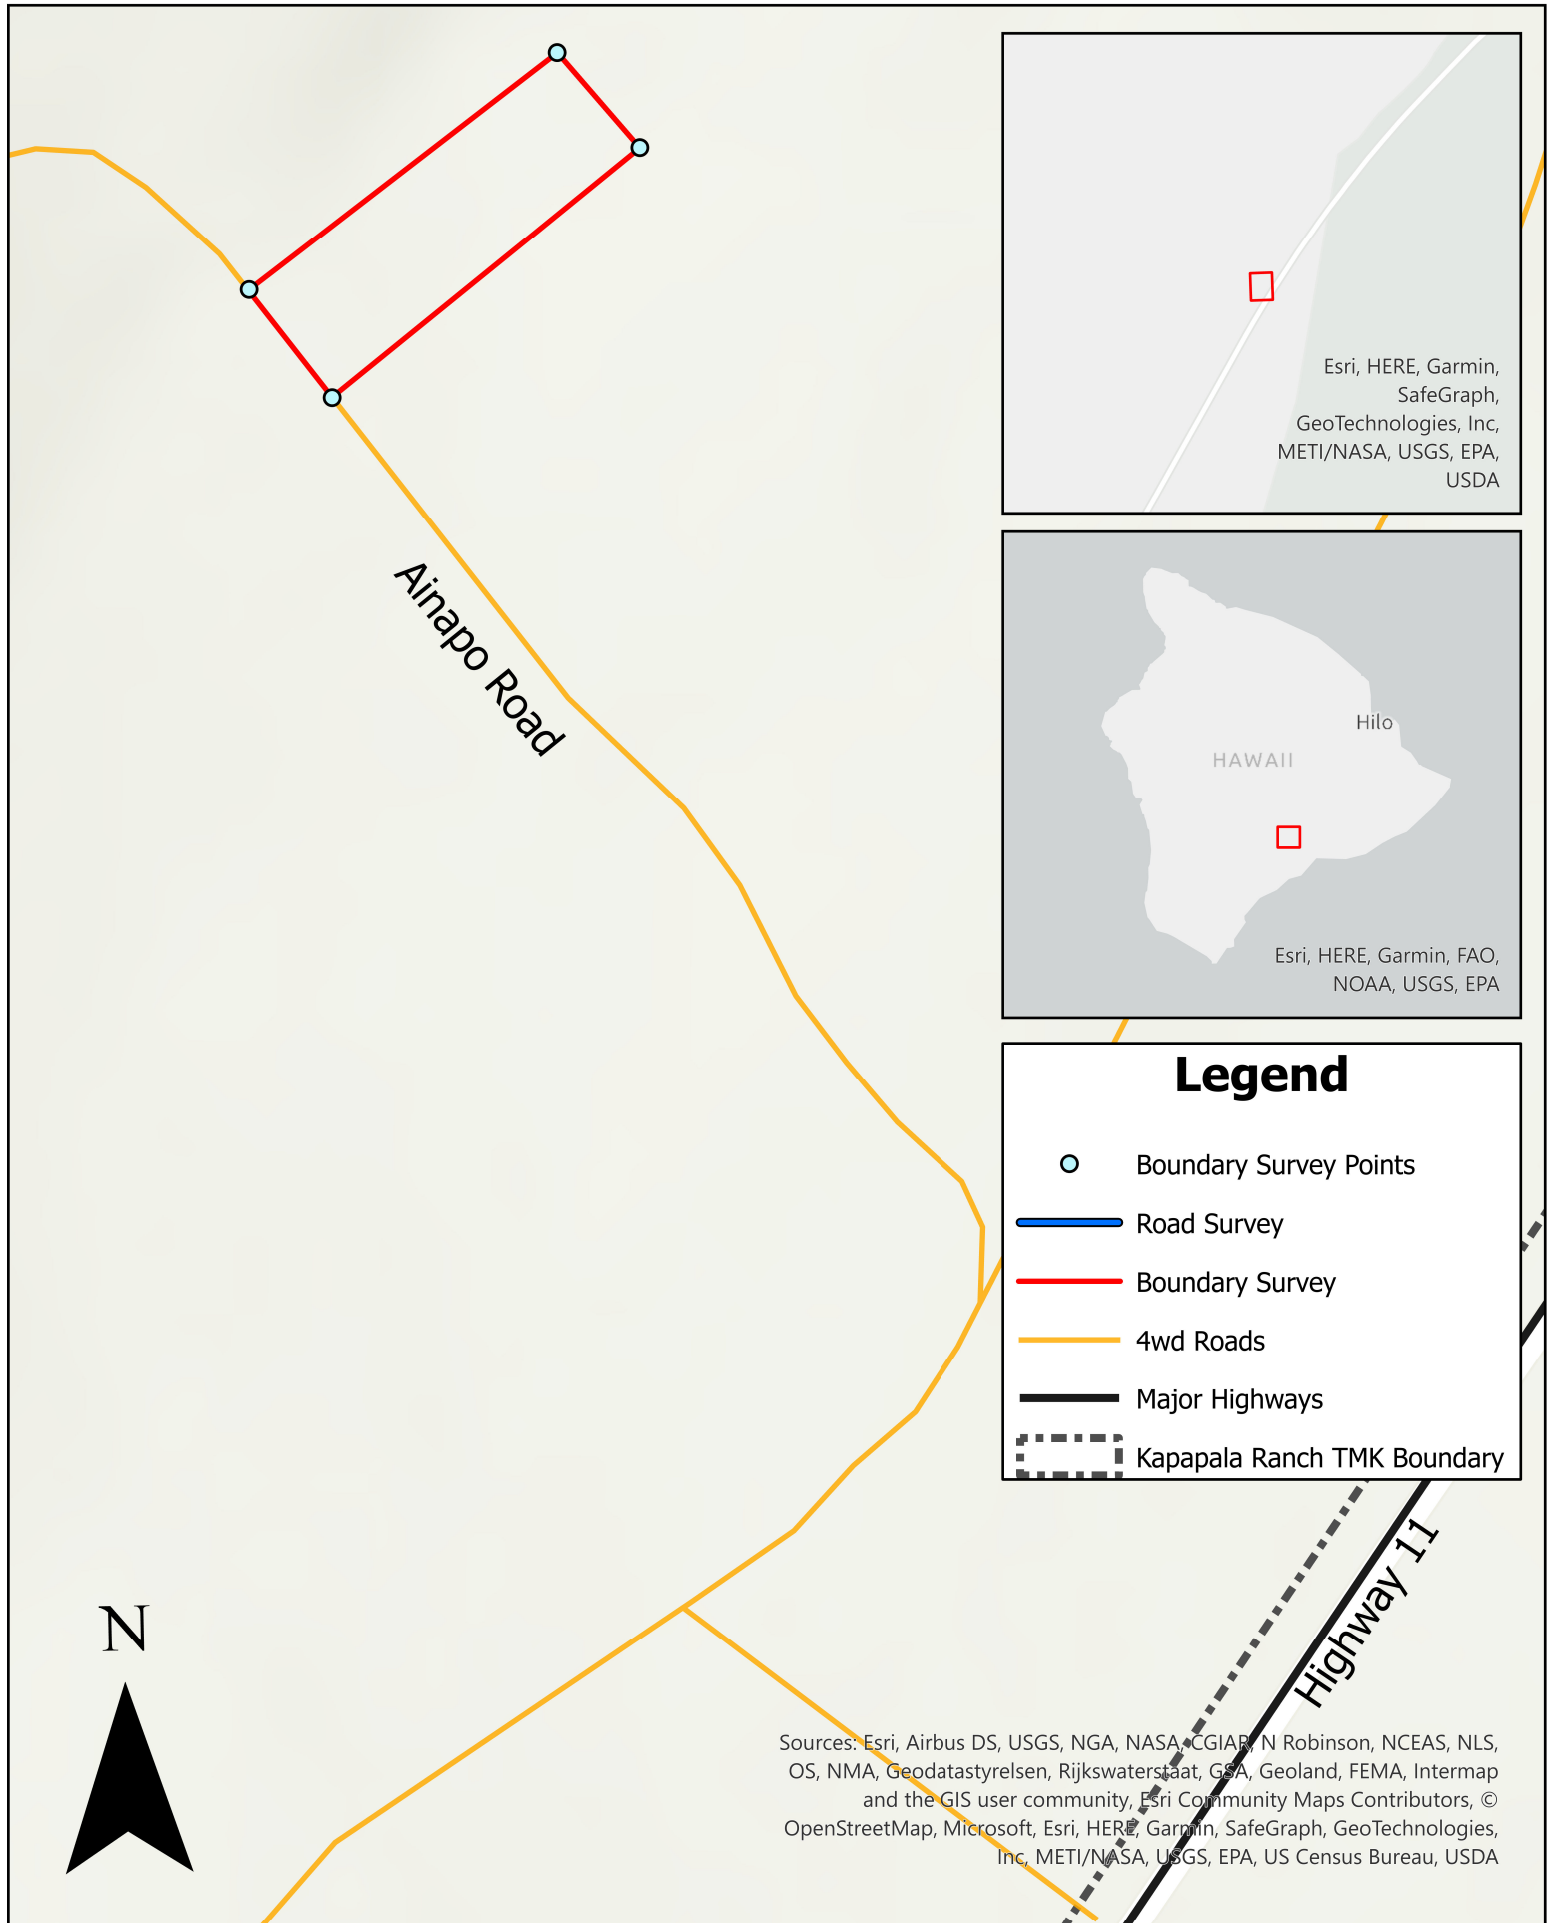 Esri, HERE, Garmin,
SafeGraph,
GeoTechnologies, Inc,
METI/NASA, USGS, EPA,
USDA
Ainapo Road
Hilo
HAWAII
Esri, HERE, Garmin, FAO,
NOAA, USGS, EPA
Legend
Boundary Survey Points
Road Survey
Boundary Survey
4wd Roads
Major Highways
Kapapala Ranch TMK Boundary
Highway 11
N
Sources: Esri, Airbus DS, USGS, NGA, NASA, CGIAR, N Robinson, NCEAS, NLS,
OS, NMA, Geodatastyrelsen, Rijkswaterstaat, GSA, Geoland, FEMA, Intermap
and the GIS user community, Esri Community Maps Contributors, ©
OpenStreetMap, Microsoft, Esri, HERE, Garmin, SafeGraph, GeoTechnologies,
Inc, METI/NASA, USGS, EPA, US Census Bureau, USDA